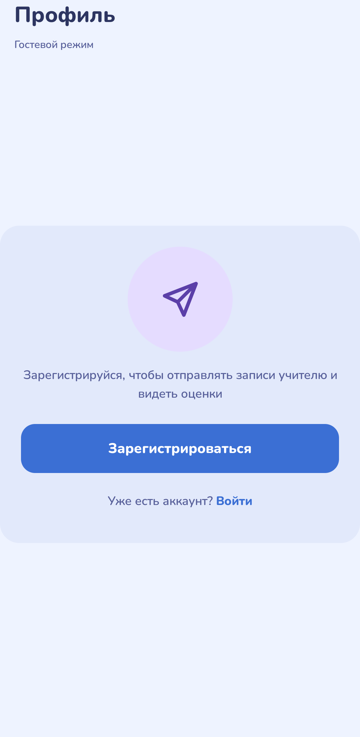 Профиль
Гостевой режим
Зарегистрируйся, чтобы отправлять записи учителю и
видеть оценки
Зарегистрироваться
Уже есть аккаунт? Войти